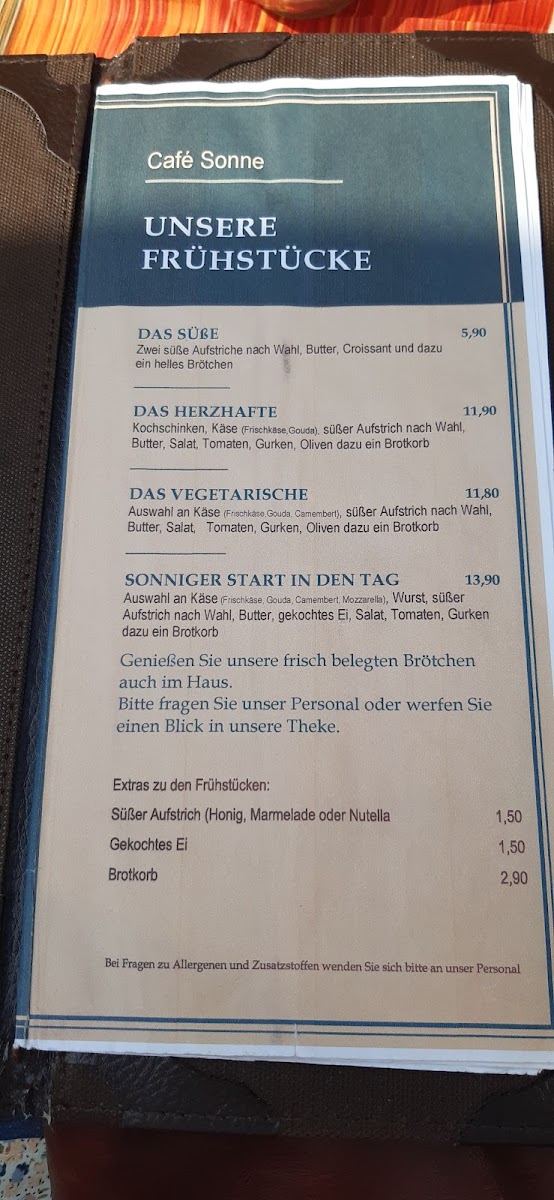 Café Sonne
UNSERE
FRÜHSTÜCKE
DAS SÜßE 5,90
Zwei süße Aufstriche nach Wahl, Butter, Croissant und dazu
ein helles Brötchen
DAS HERZHAFTE 11,90
Kochschinken, Käse (Frischkäse,Gouda), süßer Aufstrich nach Wahl,
Butter, Salat, Tomaten, Gurken, Oliven dazu ein Brotkorb
DAS VEGETARISCHE 11,80
Auswahl an Käse (Frischkäse,Gouda, Camembert), süßer Aufstrich nach Wahl,
Butter, Salat, Tomaten, Gurken, Oliven dazu ein Brotkorb
SONNIGER START IN DEN TAG 13,90
Auswahl an Käse (Frischkäse, Gouda, Camembert, Mozzarella), Wurst, süßer
Aufstrich nach Wahl, Butter, gekochtes Ei, Salat, Tomaten, Gurken
dazu ein Brotkorb
Genießen Sie unsere frisch belegten Brötchen
auch im Haus.
Bitte fragen Sie unser Personal oder werfen Sie
einen Blick in unsere Theke.
Extras zu den Frühstücken:
Süßer Aufstrich (Honig, Marmelade oder Nutella 1,50
Gekochtes Ei 1,50
Brotkorb 2,90
Bei Fragen zu Allergenen und Zusatzstoffen wenden Sie sich bitte an unser Personal